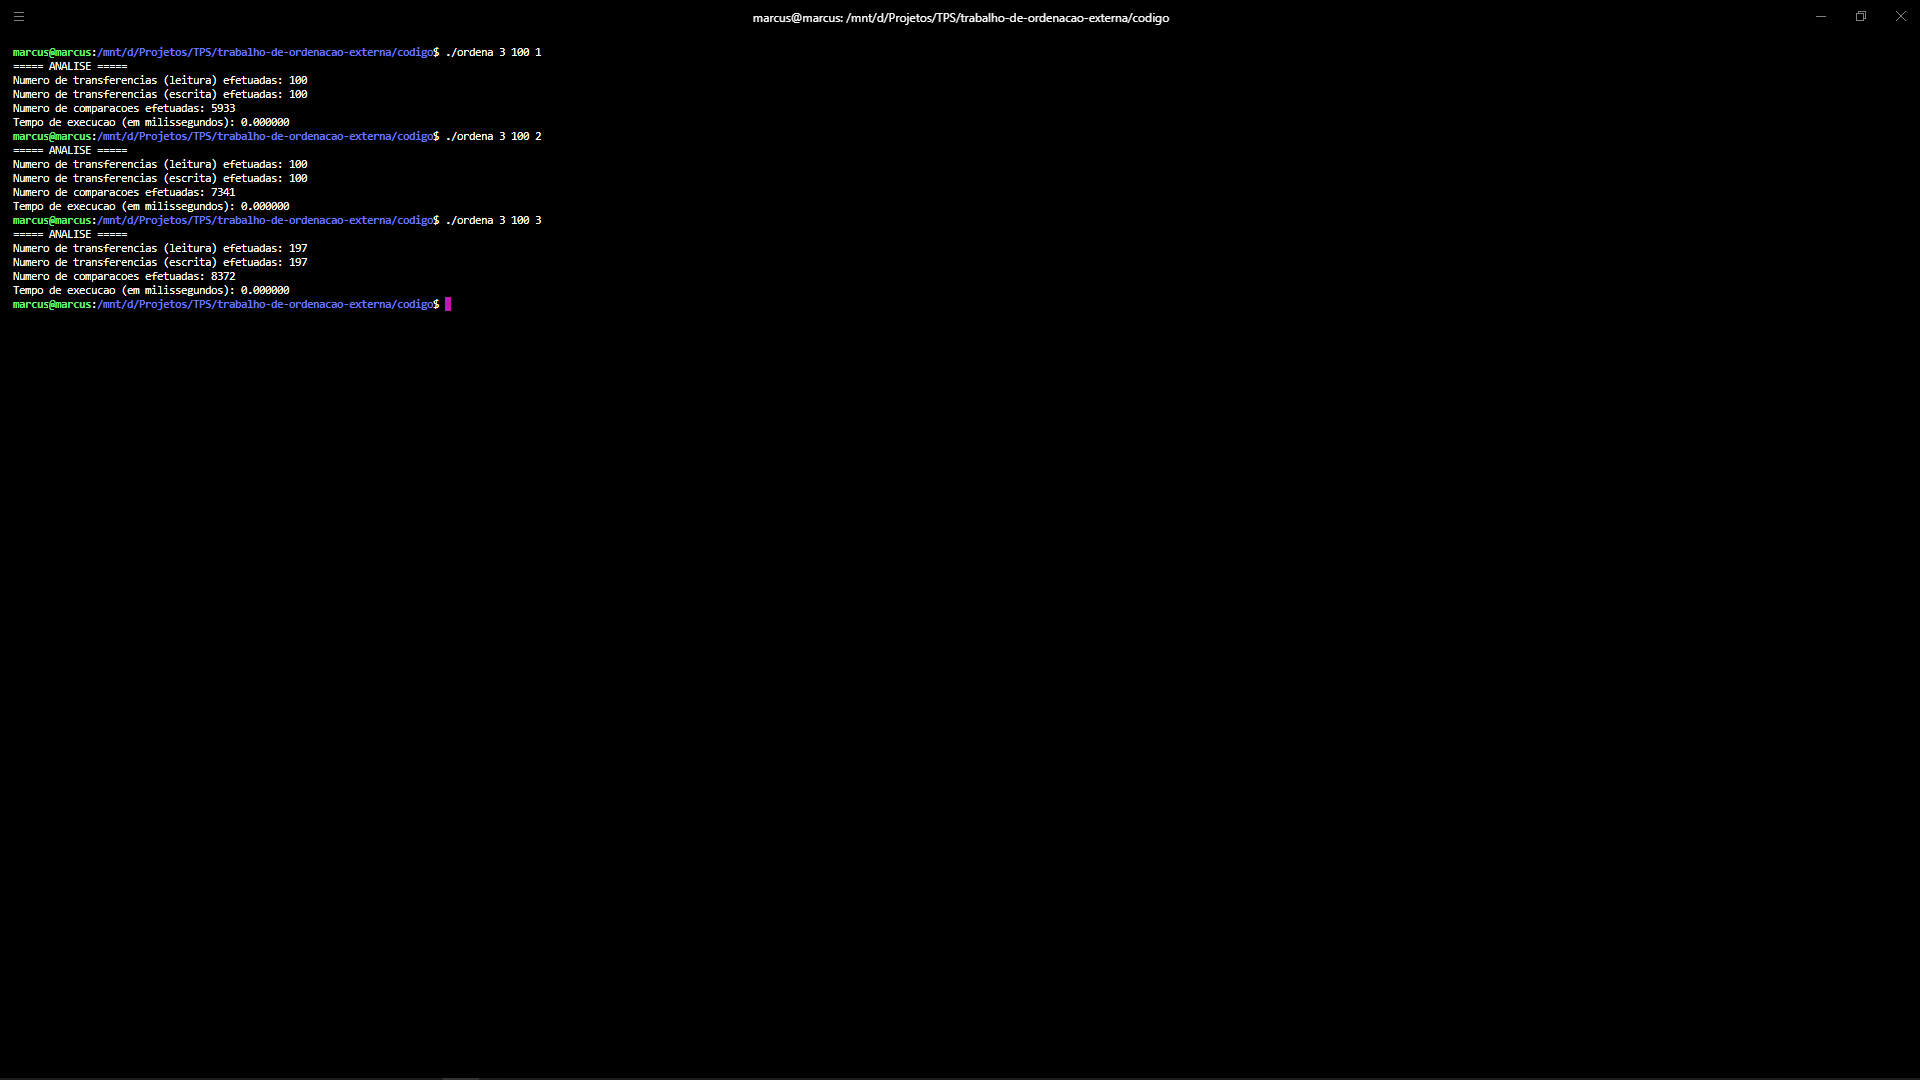 marcus@marcus: /mnt/d/Projetos/TPS/trabalho-de-ordenacao-externa/codigo
marcus@marcus:/mnt/d/Projetos/TPS/trabalho-de-ordenacao-externa/codigo$ ./ordena 3 100 1
===== ANALISE =====
Numero de transferencias (leitura) efetuadas: 100
Numero de transferencias (escrita) efetuadas: 100
Numero de comparacoes efetuadas: 5933
Tempo de execucao (em milissegundos): 0.000000
marcus@marcus:/mnt/d/Projetos/TPS/trabalho-de-ordenacao-externa/codigo$ ./ordena 3 100 2
===== ANALISE =====
Numero de transferencias (leitura) efetuadas: 100
Numero de transferencias (escrita) efetuadas: 100
Numero de comparacoes efetuadas: 7341
Tempo de execucao (em milissegundos): 0.000000
marcus@marcus:/mnt/d/Projetos/TPS/trabalho-de-ordenacao-externa/codigo$ ./ordena 3 100 3
===== ANALISE =====
Numero de transferencias (leitura) efetuadas: 197
Numero de transferencias (escrita) efetuadas: 197
Numero de comparacoes efetuadas: 8372
Tempo de execucao (em milissegundos): 0.000000
marcus@marcus:/mnt/d/Projetos/TPS/trabalho-de-ordenacao-externa/codigo$